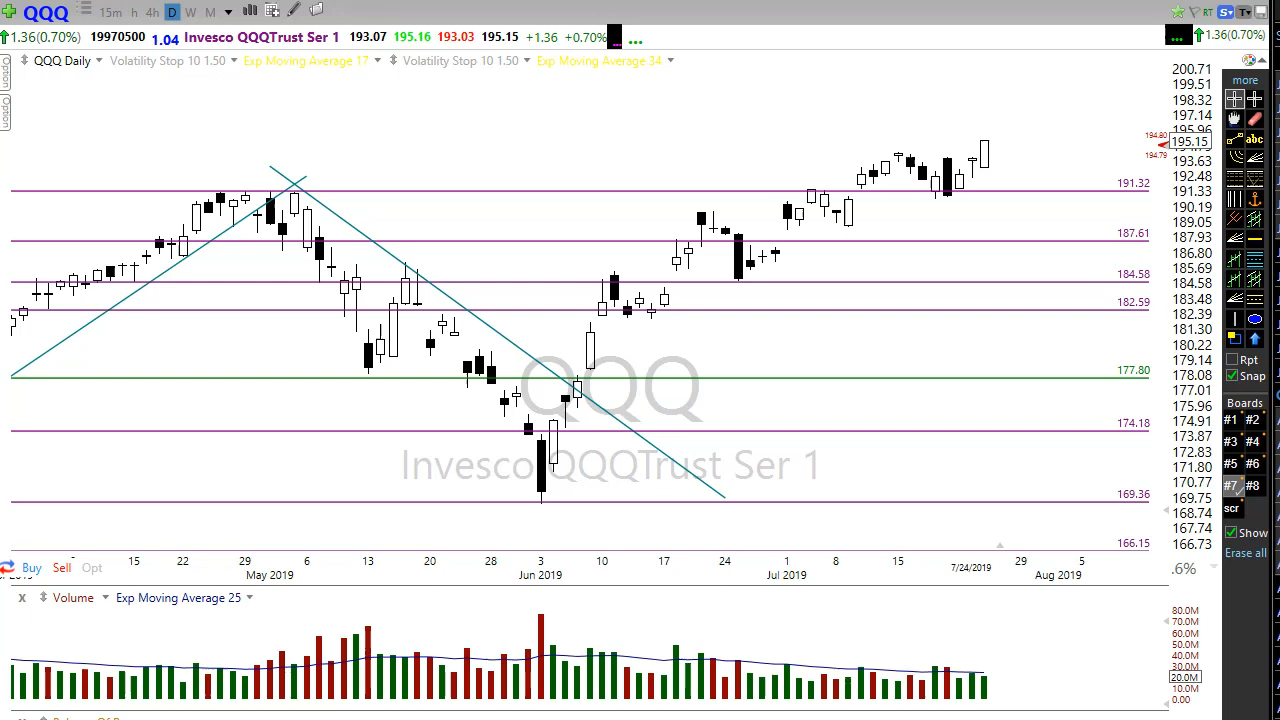 QQQ 15m h 4h D W M RT S T
1.36(0.70%) 19970500 1.04 Invesco QQQTrust Ser 1 193.07 195.16 193.03 195.15 +1.36 +0.70% ... ... ... 1.36(0.70%)
QQQ Daily Volatility Stop 10 1.50 Exp Moving Average 17 Volatility Stop 10 1.50 Exp Moving Average 34
Option
Option
200.71
199.51
198.32
197.14
195.96
194.80
195.15
194.79
193.63
192.48
191.33
190.19
189.05
187.93
186.80
185.69
184.58
183.48
182.39
181.30
180.22
179.14
178.08
177.01
175.96
174.91
173.87
172.83
171.80
170.77
169.75
168.74
167.74
166.73
191.32
187.61
184.58
182.59
177.80
174.18
169.36
166.15
QQQ
Invesco QQQTrust Ser 1
more
abc
Rpt
Snap
Boards
#1 #2
#3 #4
#5 #6
#7 #8
scr
Show
Erase all
15 22 29 6 13 20 28 3 10 17 24 1 8 15 29 5
May 2019 Jun 2019 Jul 2019 7/24/2019 Aug 2019
Buy Sell Opt
.6%
X Volume Exp Moving Average 25
80.0M
70.0M
60.0M
50.0M
40.0M
30.0M
20.0M
10.0M
0.00